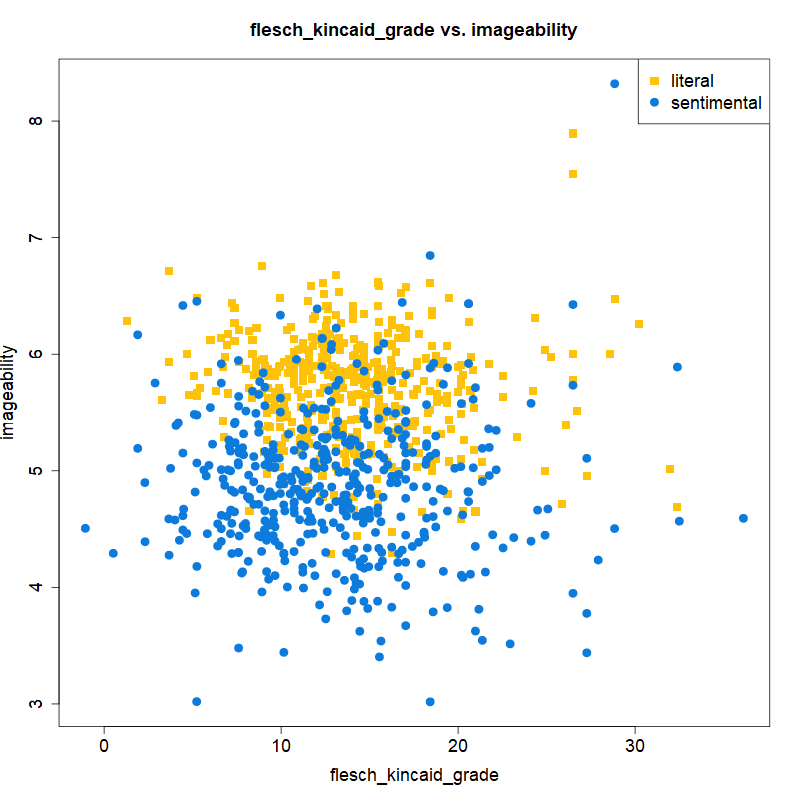 flesch_kincaid_grade vs. imageability
literal
sentimental
8
7
6
5
4
3
imageability
0 10 20 30
flesch_kincaid_grade